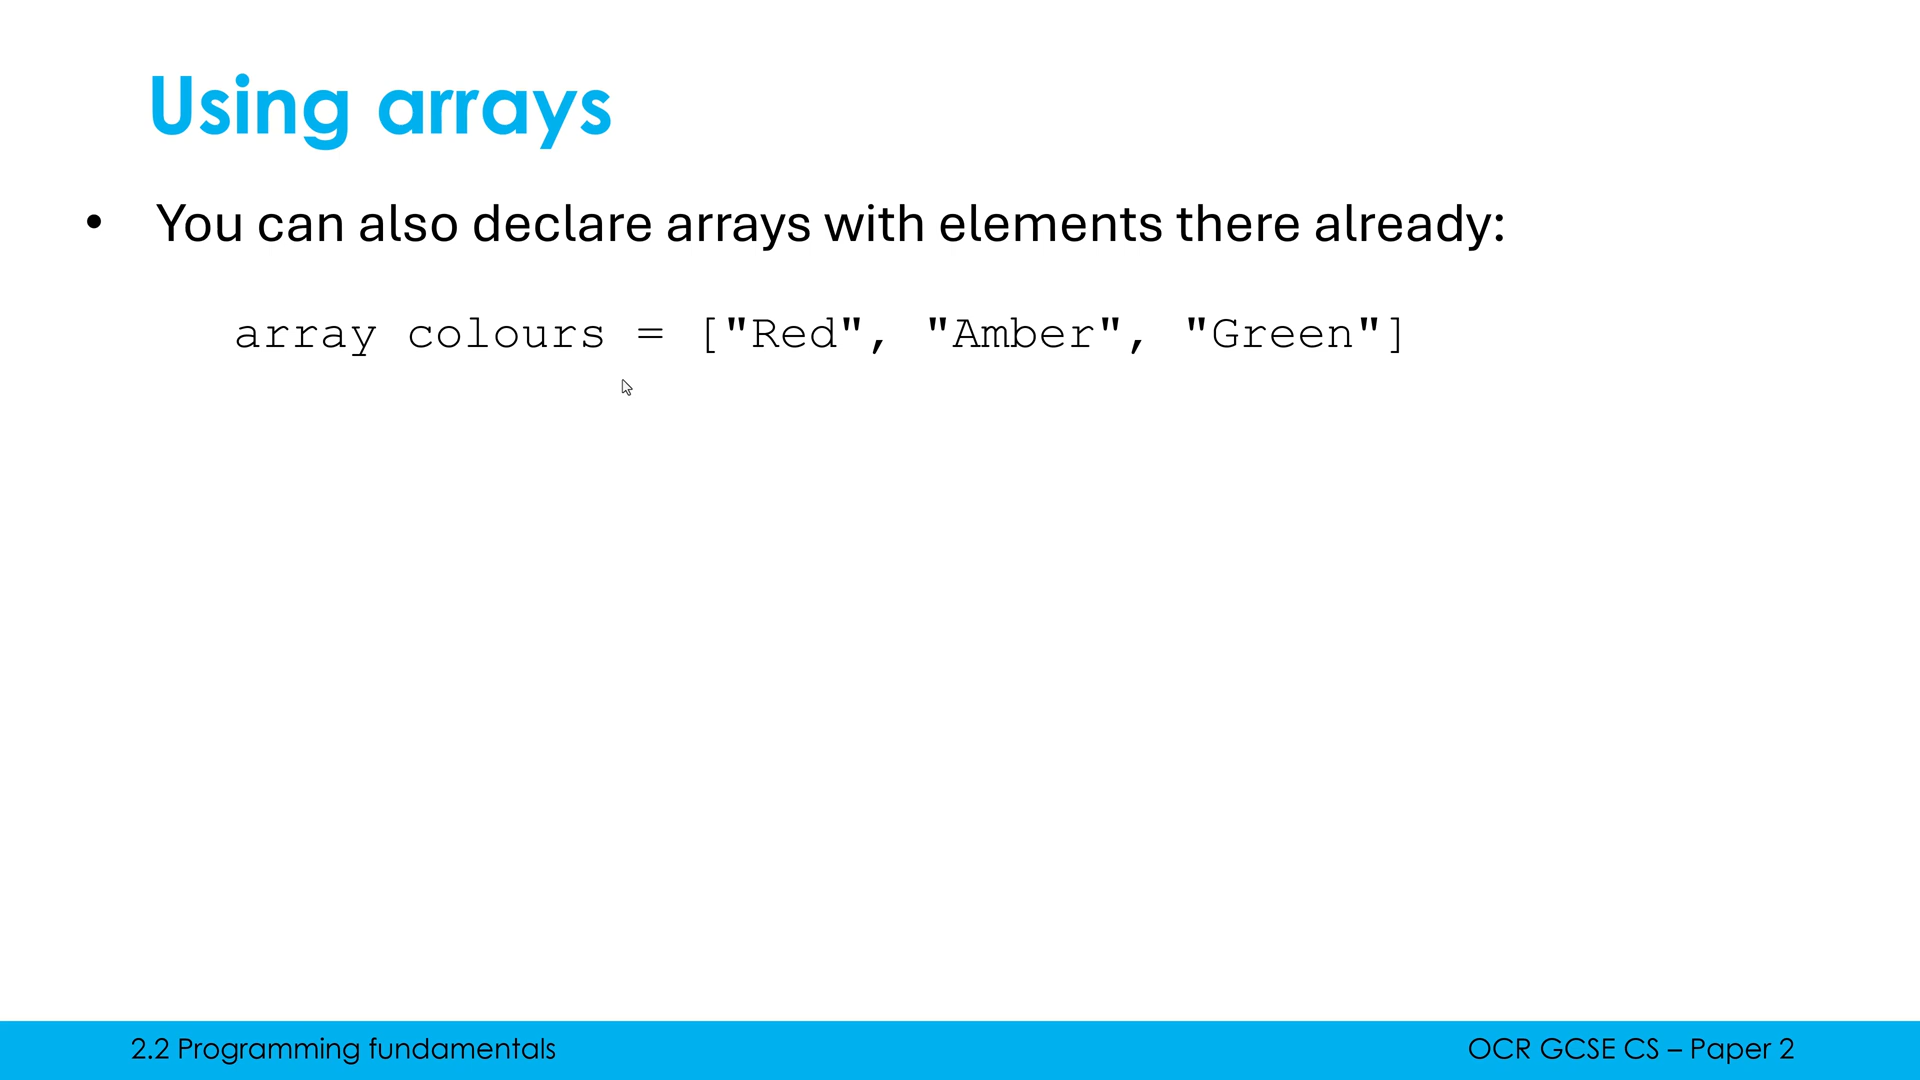 Using arrays
• You can also declare arrays with elements there already:
array colours = ["Red", "Amber", "Green"]
2.2 Programming fundamentals
OCR GCSE CS – Paper 2